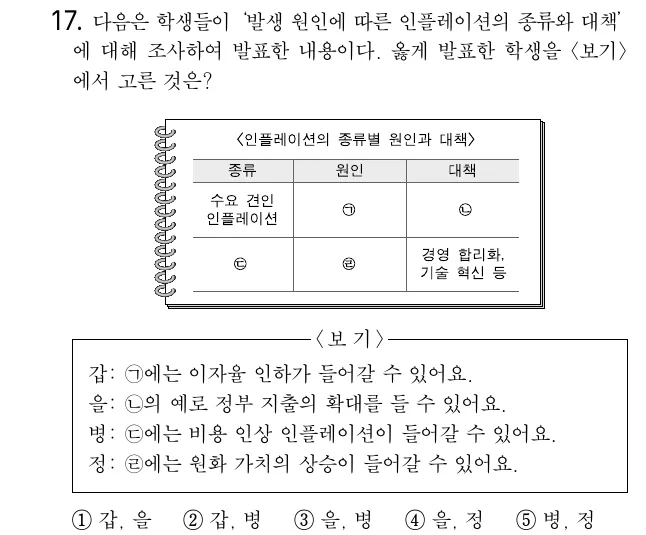 17. 다음은 학생들이 ‘발생 원인에 따른 인플레이션의 종류와 대책’
에 대해 조사하여 발표한 내용이다. 옳게 발표한 학생을 〈보기〉
에서 고른 것은?
〈인플레이션의 종류별 원인과 대책〉
종류 원인 대책
수요 견인
인플레이션 ㉠ ㉡
㉢ ㉣ 경영 합리화,
기술 혁신 등
〈보 기〉
갑: ㉠에는 이자율 인하가 들어갈 수 있어요.
을: ㉡의 예로 정부 지출의 확대를 들 수 있어요.
병: ㉢에는 비용 인상 인플레이션이 들어갈 수 있어요.
정: ㉣에는 원화 가치의 상승이 들어갈 수 있어요.
① 갑, 을 ② 갑, 병 ③ 을, 병 ④ 을, 정 ⑤ 병, 정